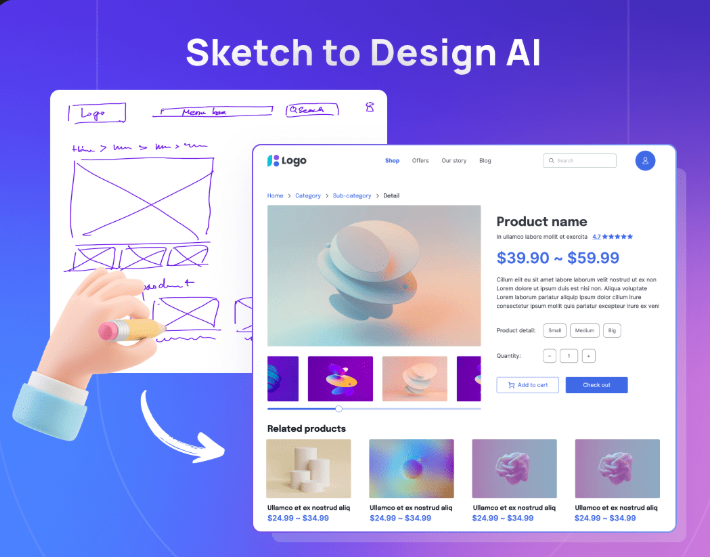 Sketch to Design AI
Logo
Menu bar
Search
Logo
Shop Offers Our story Blog
Search
Home > Category > Sub-category > Detail
Product name
In ullamco labore mollit et exercita 4.7 ★★★★★
$39.90 ~ $59.99
Cillum eu eu sit amet labore laborum velit nostrud ut ex non
Lorem dolore ut ipsum duis est nisi non. Aliqua voluptate
Lorem laborum pariatur aliquip ipsum dolor cillum irure
consectetur ipsum mollit quis pariatur excepteur irure ex veni
Product detail: Small Medium Big
Quantity: - 1 +
Add to cart Check out
Related products
Ullamco et ex nostrud aliq Ullamco et ex nostrud aliq Ullamco et ex nostrud aliq Ullamco et ex nostrud aliq
$24.99 ~ $34.99 $24.99 ~ $34.99 $24.99 ~ $34.99 $24.99 ~ $34.99